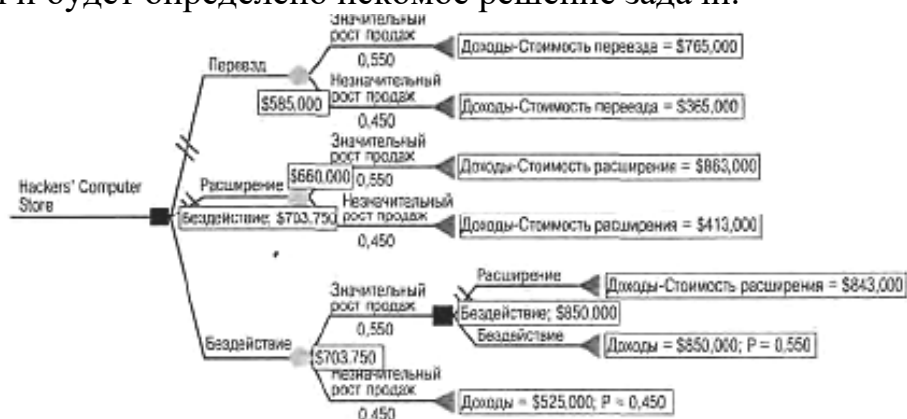 и будет определено искомое решение задачи.
Значительный
рост продаж
0,550
Доходы-Стоимость переезда = $765,000
Переезд
$585,000
Незначительный
рост продаж
0,450
Доходы-Стоимость переезда = $365,000
Значительный
рост продаж
$660,000
0,550
Доходы-Стоимость расширения = $863,000
Hackers' Computer
Store
Расширение
Бездействие; $703,750
Незначительный
рост продаж
0,450
Доходы-Стоимость расширения = $413,000
Значительный
рост продаж
0,550
Расширение
Доходы-Стоимость расширения = $843,000
Бездействие; $850.000
Бездействие
Доходы = $850,000; P = 0,550
Бездействие
$703.750
Незначительный
рост продаж
0,450
Доходы = $525,000; P = 0,450